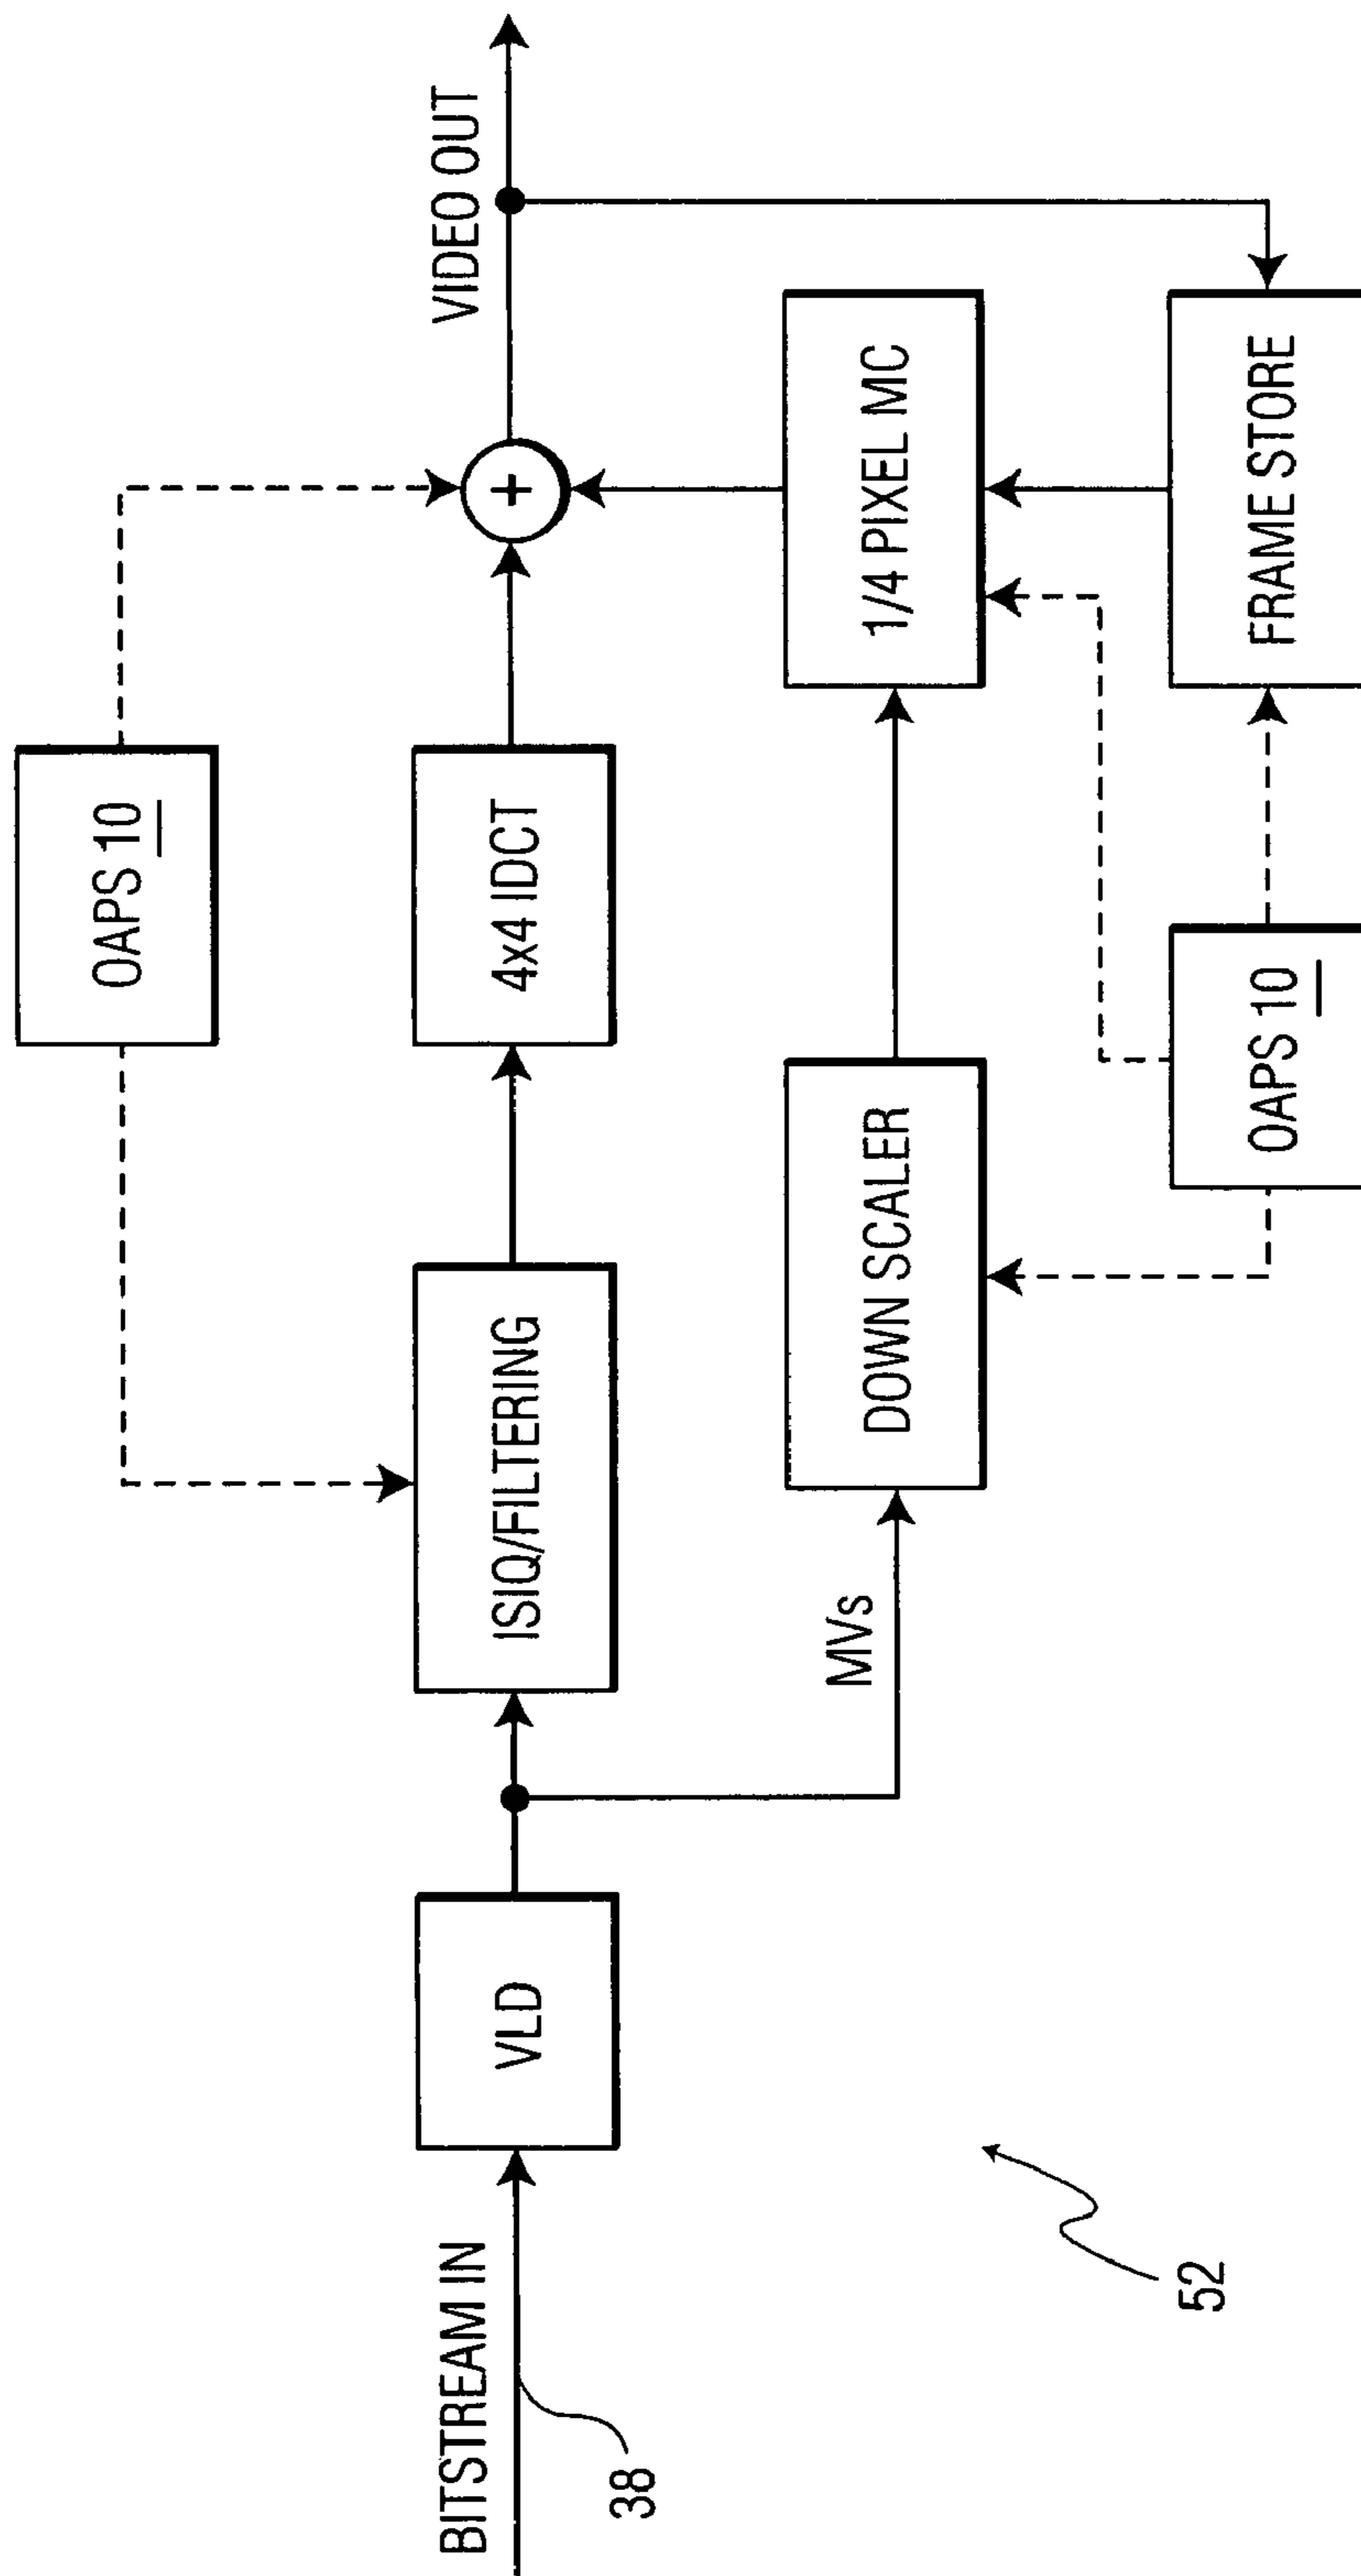 OAPS 10
BITSTREAM IN
38
VLD
ISIQ/FILTERING
4x4 IDCT
+
VIDEO OUT
MVs
DOWN SCALER
1/4 PIXEL MC
52
OAPS 10
FRAME STORE